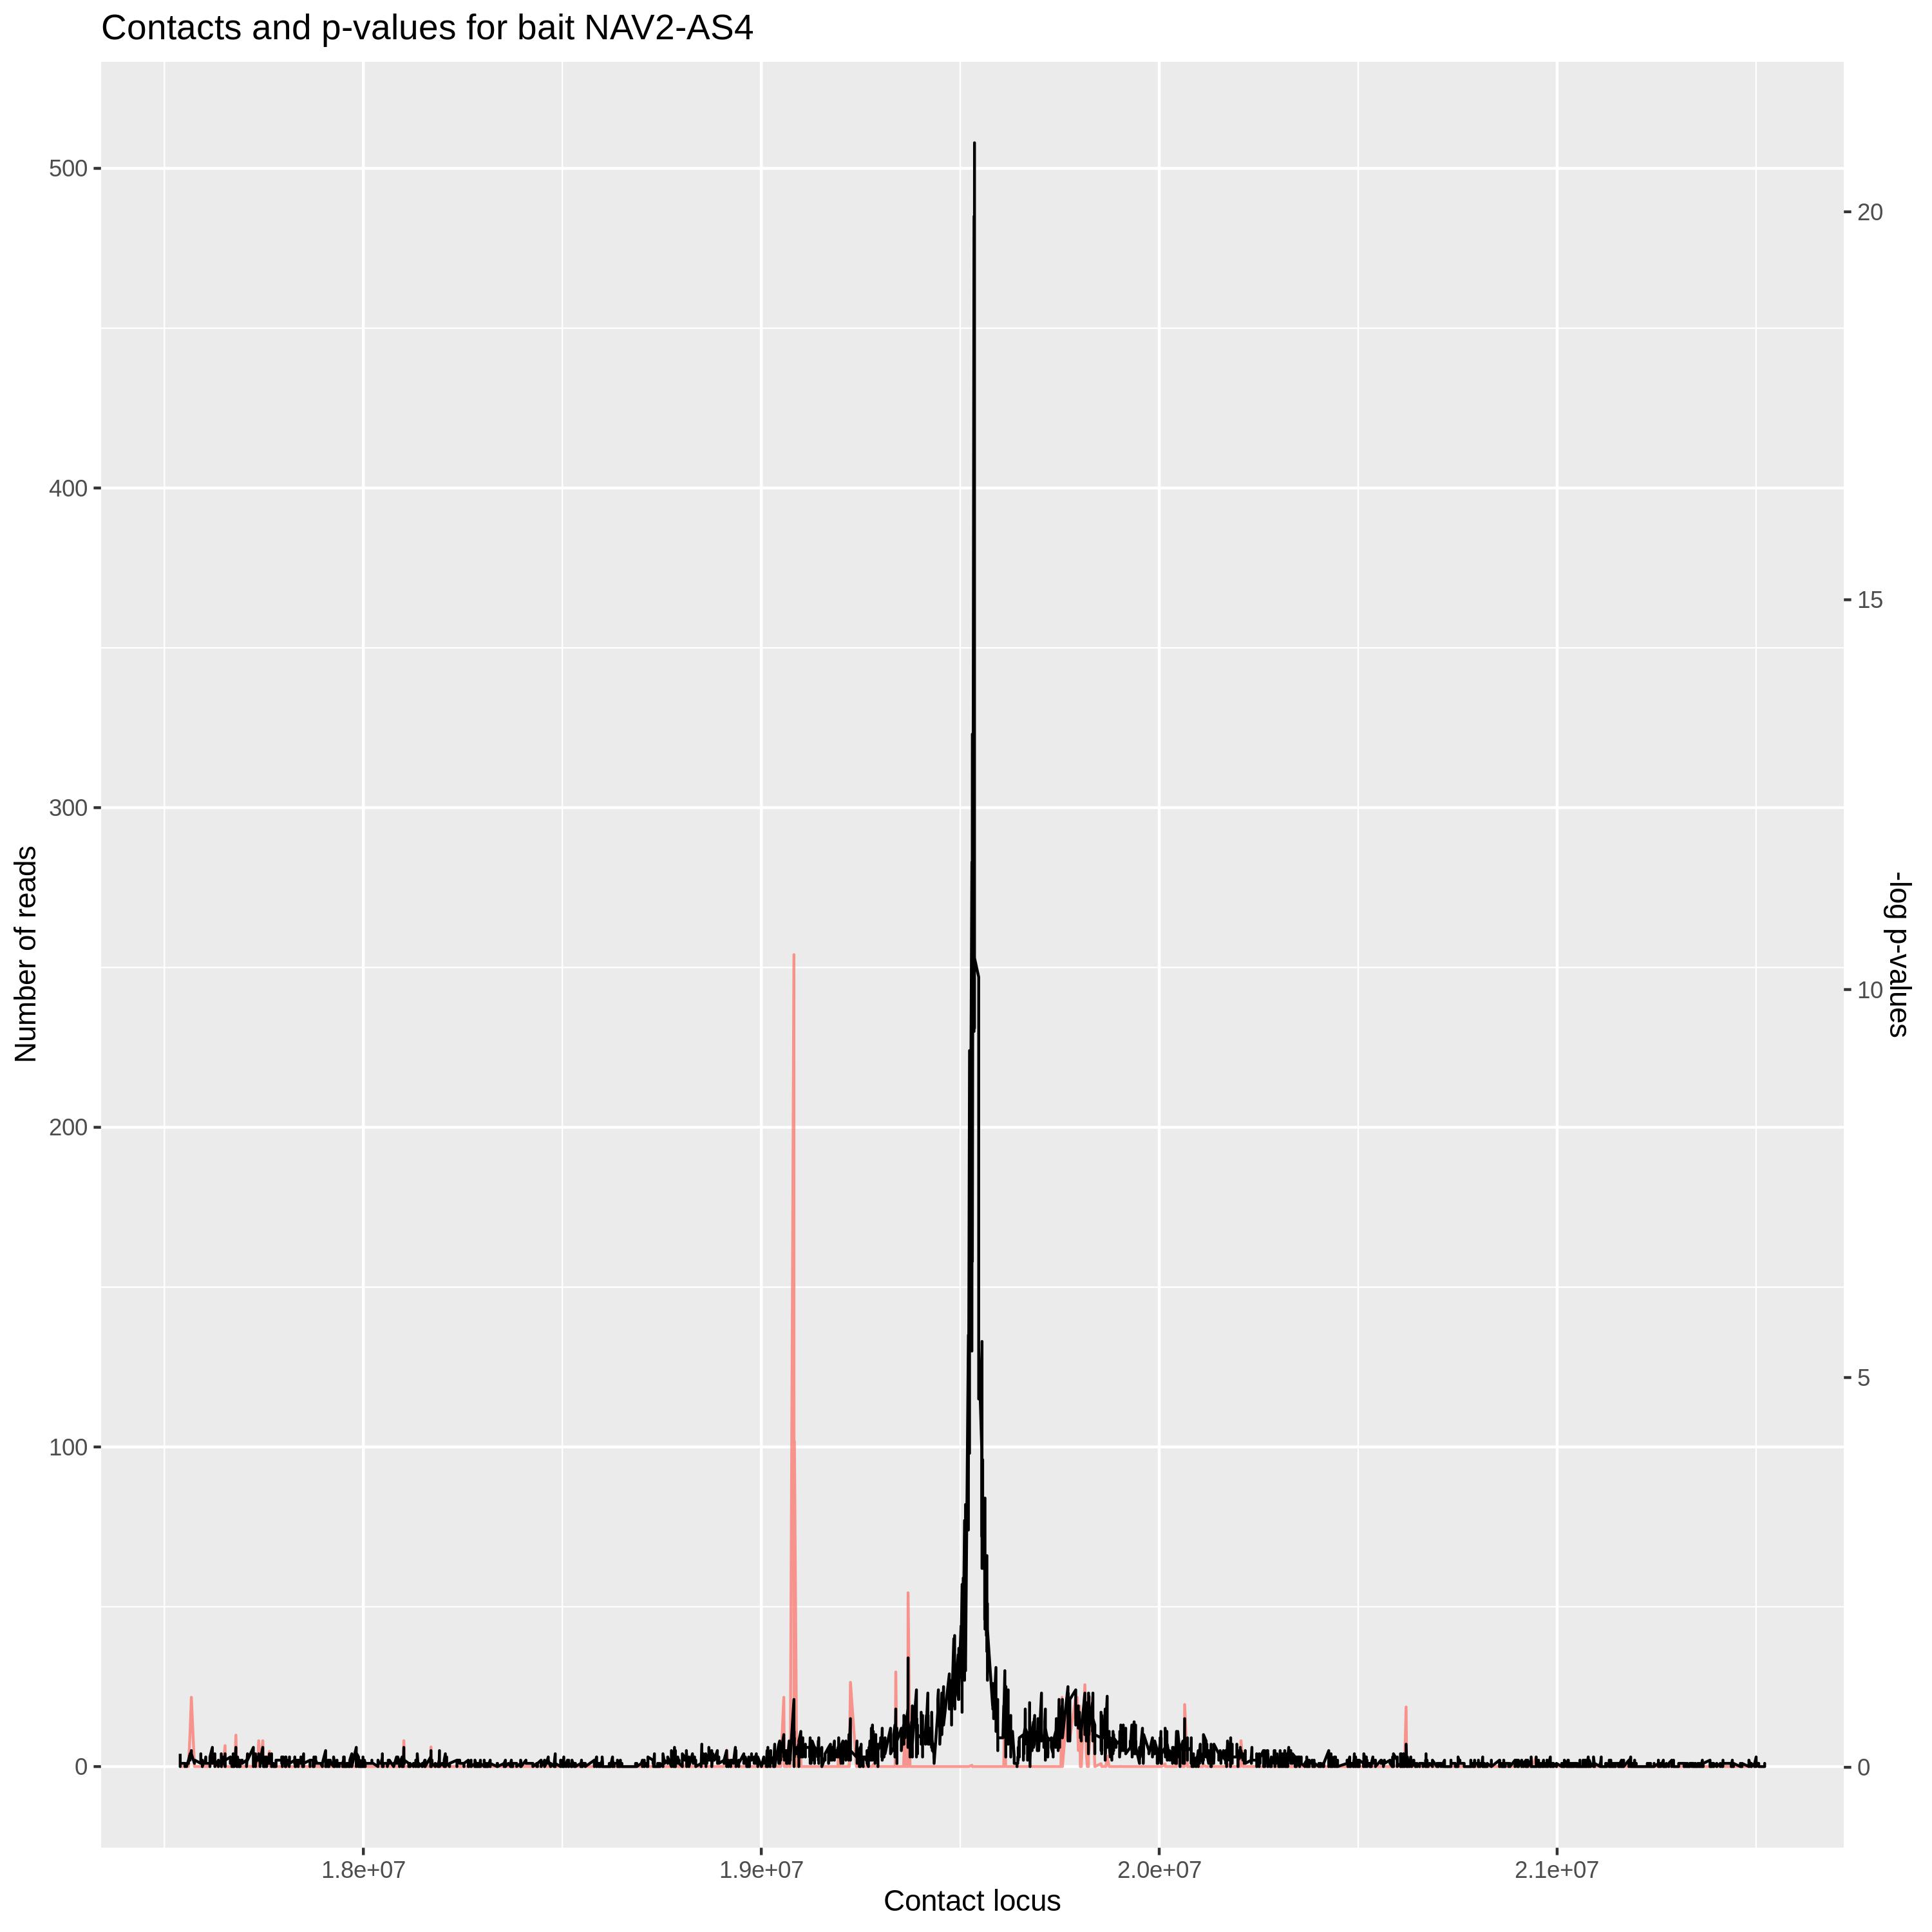 Contacts and p-values for bait NAV2-AS4
500
400
300
200
100
0
Number of reads
20
15
10
5
0
-log p-values
1.8e+07
1.9e+07
2.0e+07
2.1e+07
Contact locus